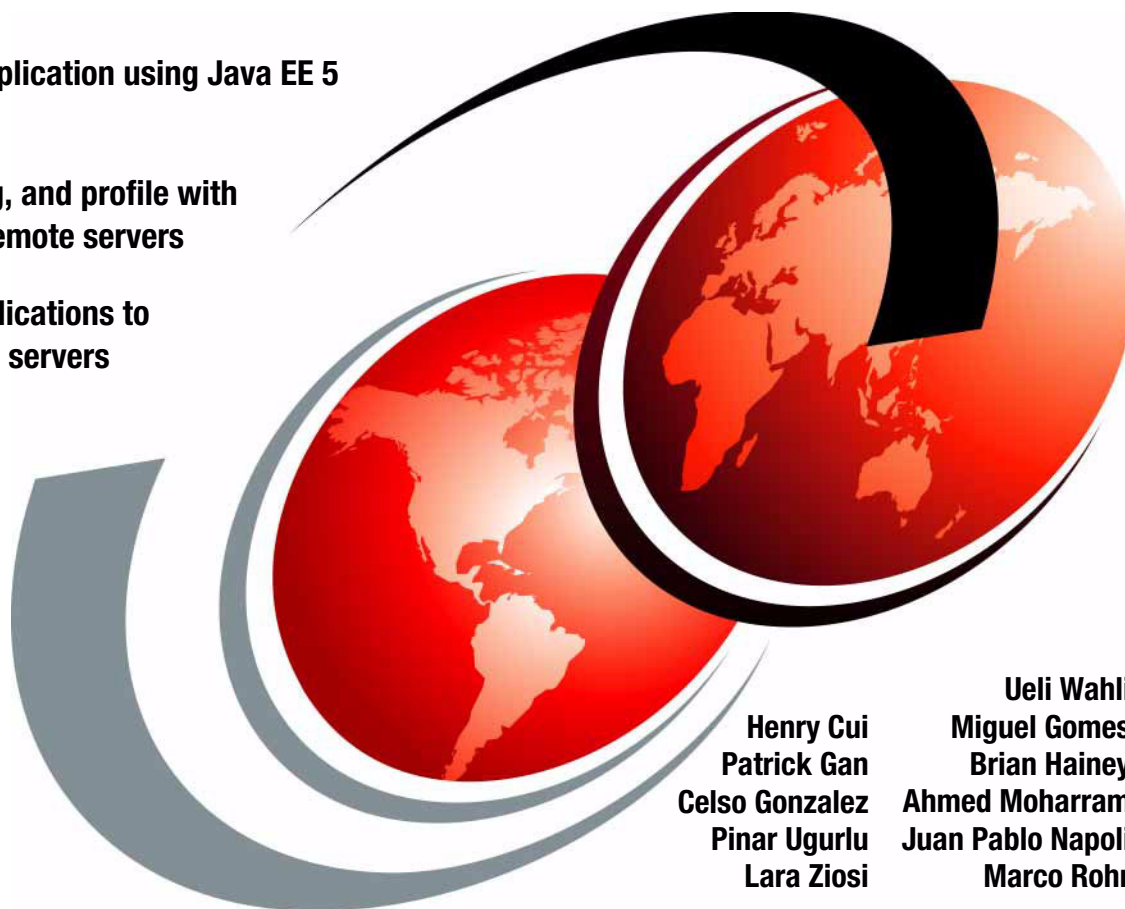 plication using Java EE 5
g, and profile with
emote servers
lications to
servers
Ueli Wahli
Henry Cui
Miguel Gomes
Patrick Gan
Brian Hainey
Celso Gonzalez
Ahmed Moharram
Pinar Ugurlu
Juan Pablo Napoli
Lara Ziosi
Marco Rohr